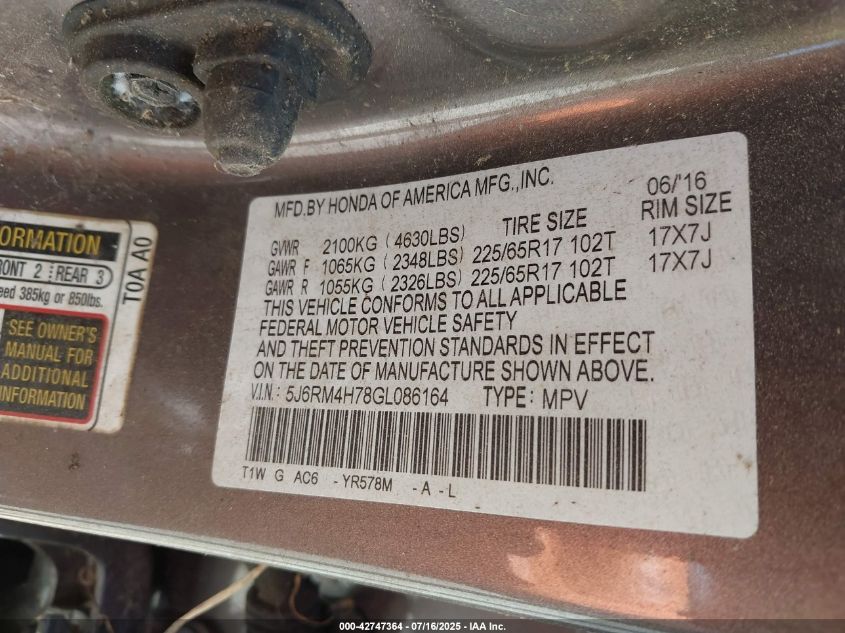 MFD.BY HONDA OF AMERICA MFG.,INC. 06/'16
TIRE SIZE RIM SIZE
GVWR 2100KG (4630LBS)
GAWR F 1065KG (2348LBS) 225/65R17 102T 17X7J
GAWR R 1055KG (2326LBS) 225/65R17 102T 17X7J
THIS VEHICLE CONFORMS TO ALL APPLICABLE
FEDERAL MOTOR VEHICLE SAFETY
AND THEFT PREVENTION STANDARDS IN EFFECT
ON THE DATE OF MANUFACTURE SHOWN ABOVE.
V.I.N.: 5J6RM4H78GL086164 TYPE: MPV
T1W G AC6 - YR578M - A - L
ORMATION
RONT 2 REAR 3
eed 385kg or 850lbs.
SEE OWNER'S
MANUAL FOR
ADDITIONAL
INFORMATION
T0A A0
000-42747364 - 07/16/2025 - IAA Inc.